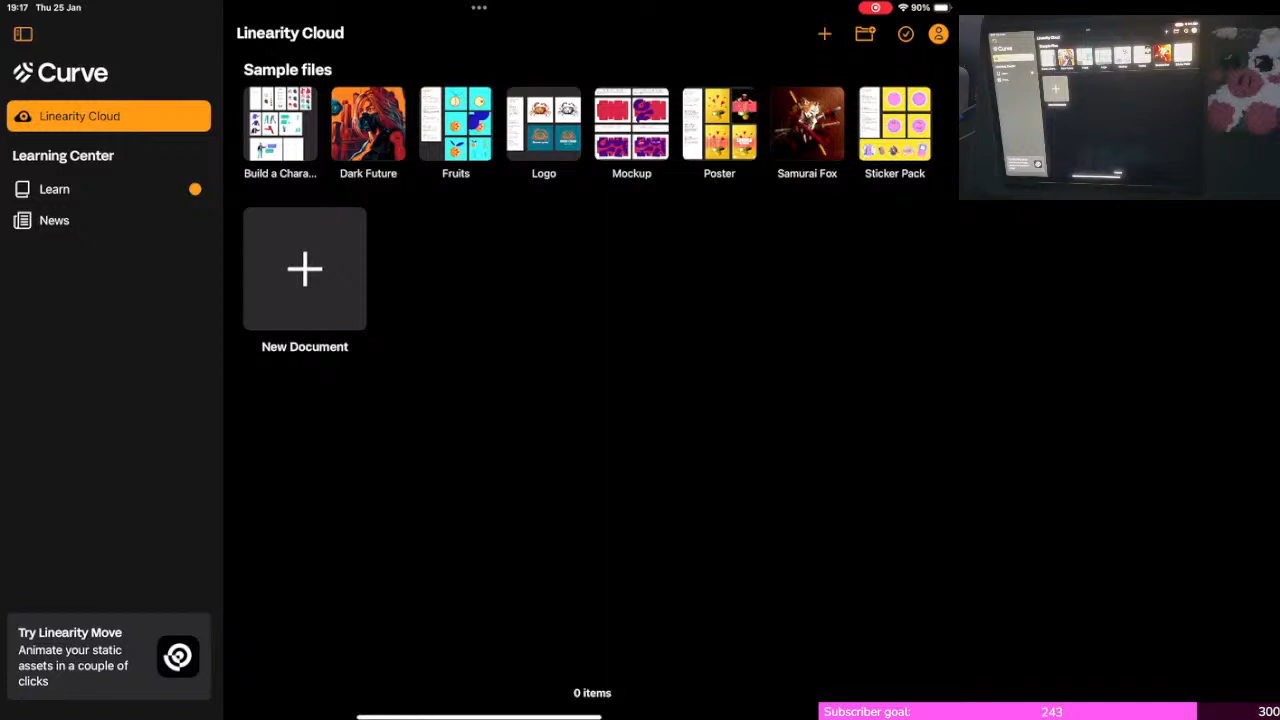 19:17 Thu 25 Jan
90%
Curve
Linearity Cloud
Learning Center
Learn
News
Try Linearity Move
Animate your static
assets in a couple of
clicks
Linearity Cloud
Sample files
Build a Chara...
Dark Future
Fruits
Logo
Mockup
Poster
Samurai Fox
Sticker Pack
New Document
0 items
Subscriber goal: 243 300